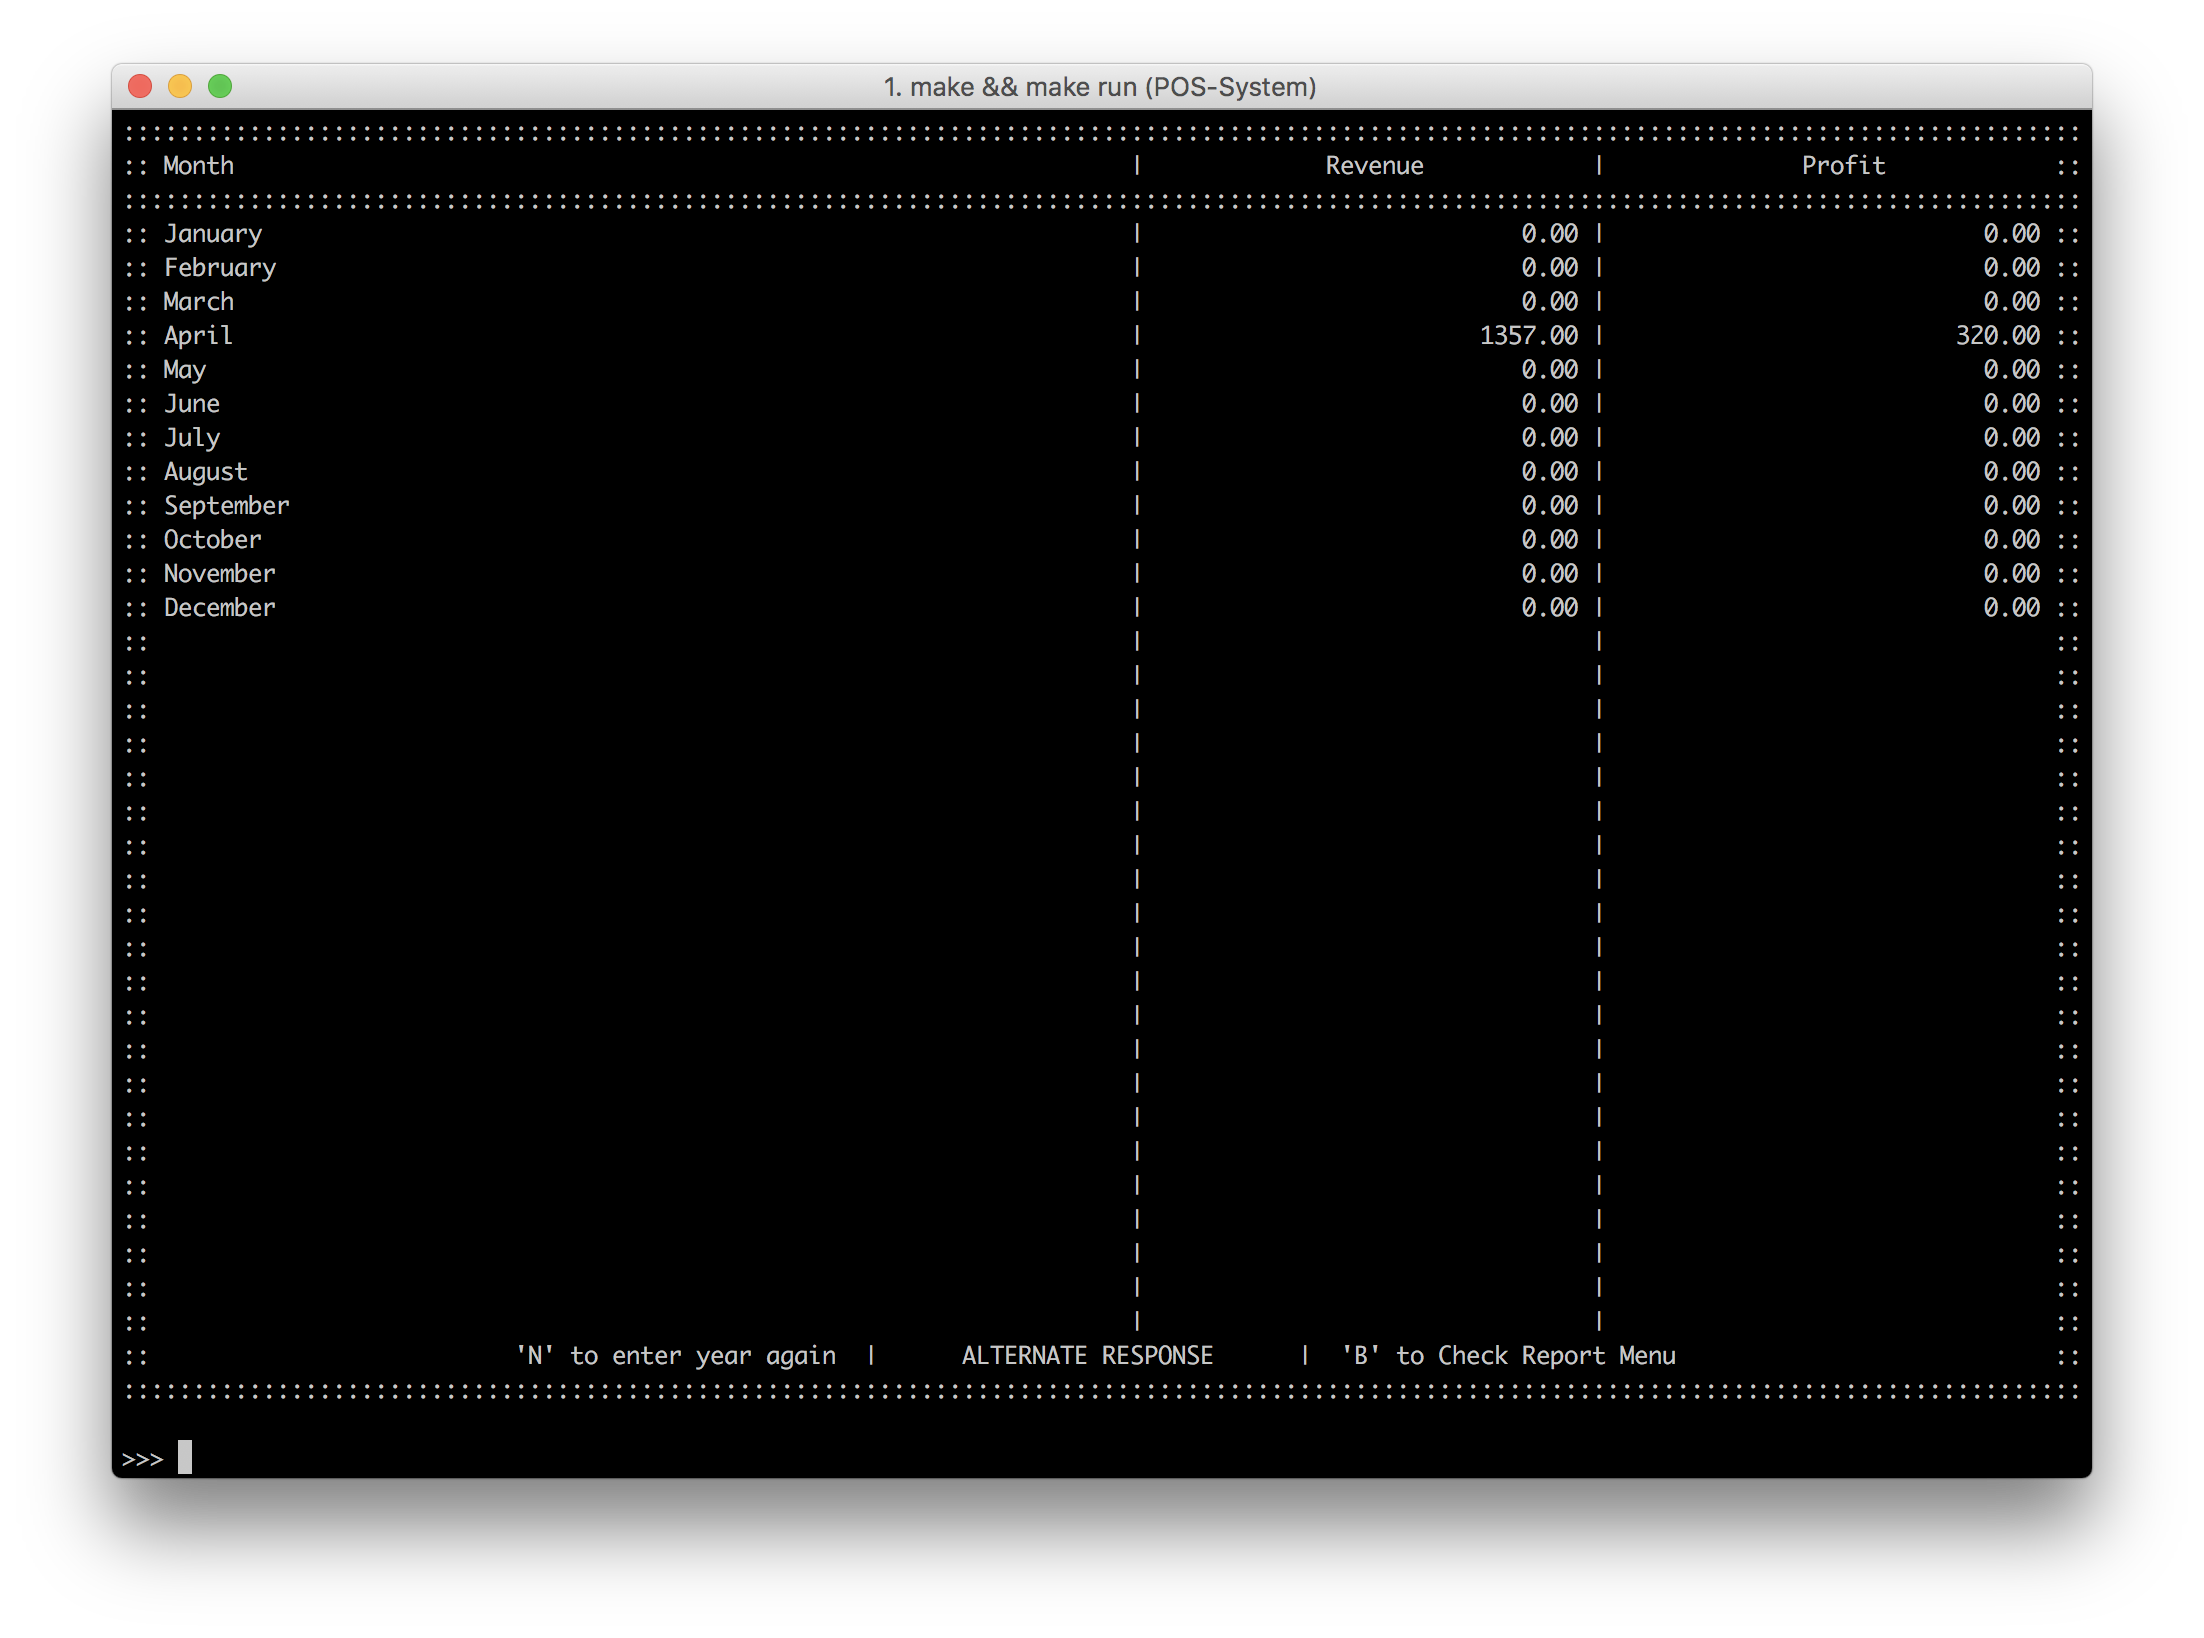 1. make && make run (POS-System)
:: Month | Revenue | Profit ::
:: January | 0.00 | 0.00 ::
:: February | 0.00 | 0.00 ::
:: March | 0.00 | 0.00 ::
:: April | 1357.00 | 320.00 ::
:: May | 0.00 | 0.00 ::
:: June | 0.00 | 0.00 ::
:: July | 0.00 | 0.00 ::
:: August | 0.00 | 0.00 ::
:: September | 0.00 | 0.00 ::
:: October | 0.00 | 0.00 ::
:: November | 0.00 | 0.00 ::
:: December | 0.00 | 0.00 ::
:: 'N' to enter year again | ALTERNATE RESPONSE | 'B' to Check Report Menu ::
>>>